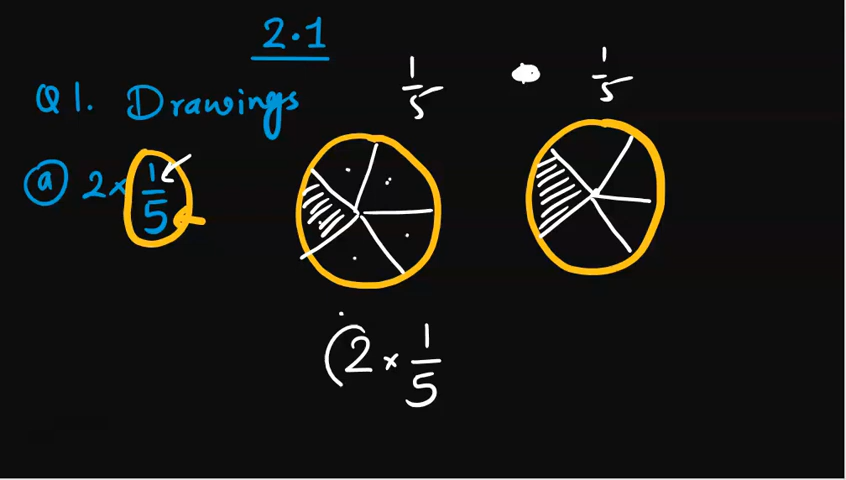 2.1
Q1. Drawings
1/5
1/5
(a) 2 × 1/5
(2 × 1/5